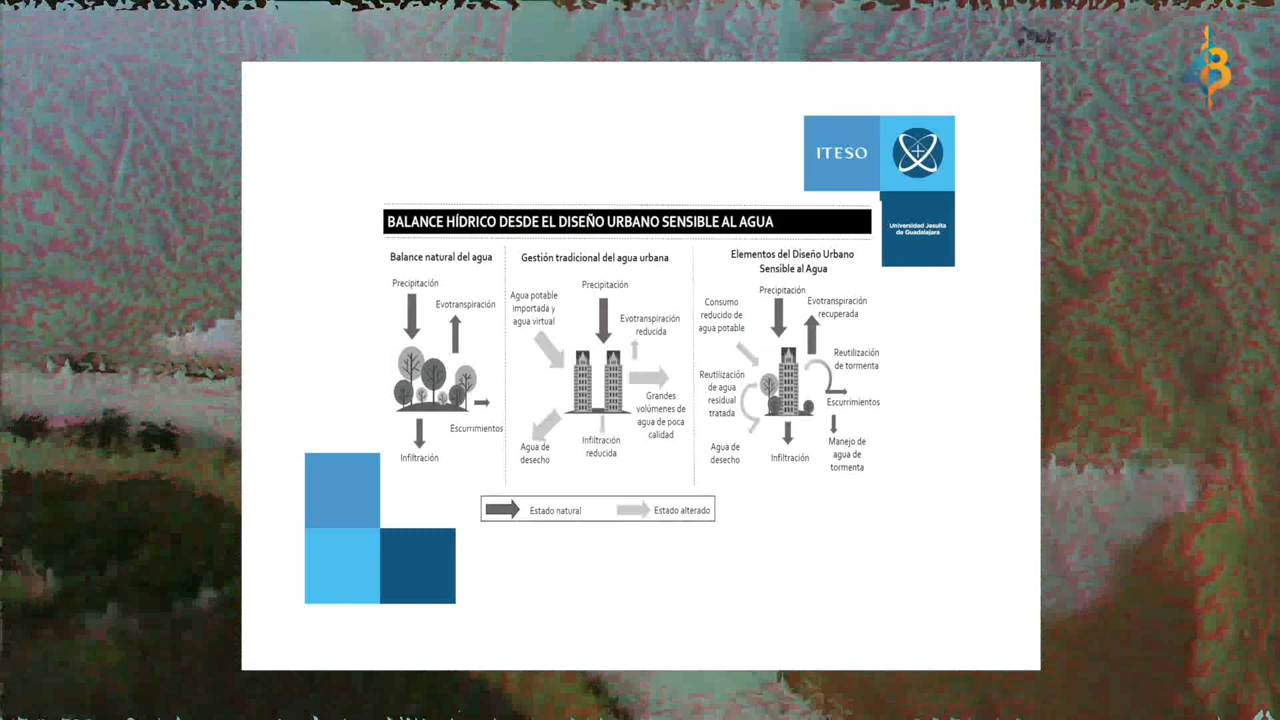 ITESO
Universidad Jesuita
de Guadalajara
BALANCE HÍDRICO DESDE EL DISEÑO URBANO SENSIBLE AL AGUA
Balance natural del agua
Precipitación
Evotranspiración
Escurrimientos
Infiltración
Gestión tradicional del agua urbana
Precipitación
Agua potable
importada y
agua virtual
Evotranspiración
reducida
Grandes
volúmenes de
agua de poca
calidad
Infiltración
reducida
Agua de
desecho
Elementos del Diseño Urbano
Sensible al Agua
Precipitación
Consumo
reducido de
agua potable
Evotranspiración
recuperada
Reutilización
de tormenta
Reutilización
de agua
residual
tratada
Escurrimientos
Agua de
desecho
Infiltración
Manejo de
agua de
tormenta
Estado natural
Estado alterado